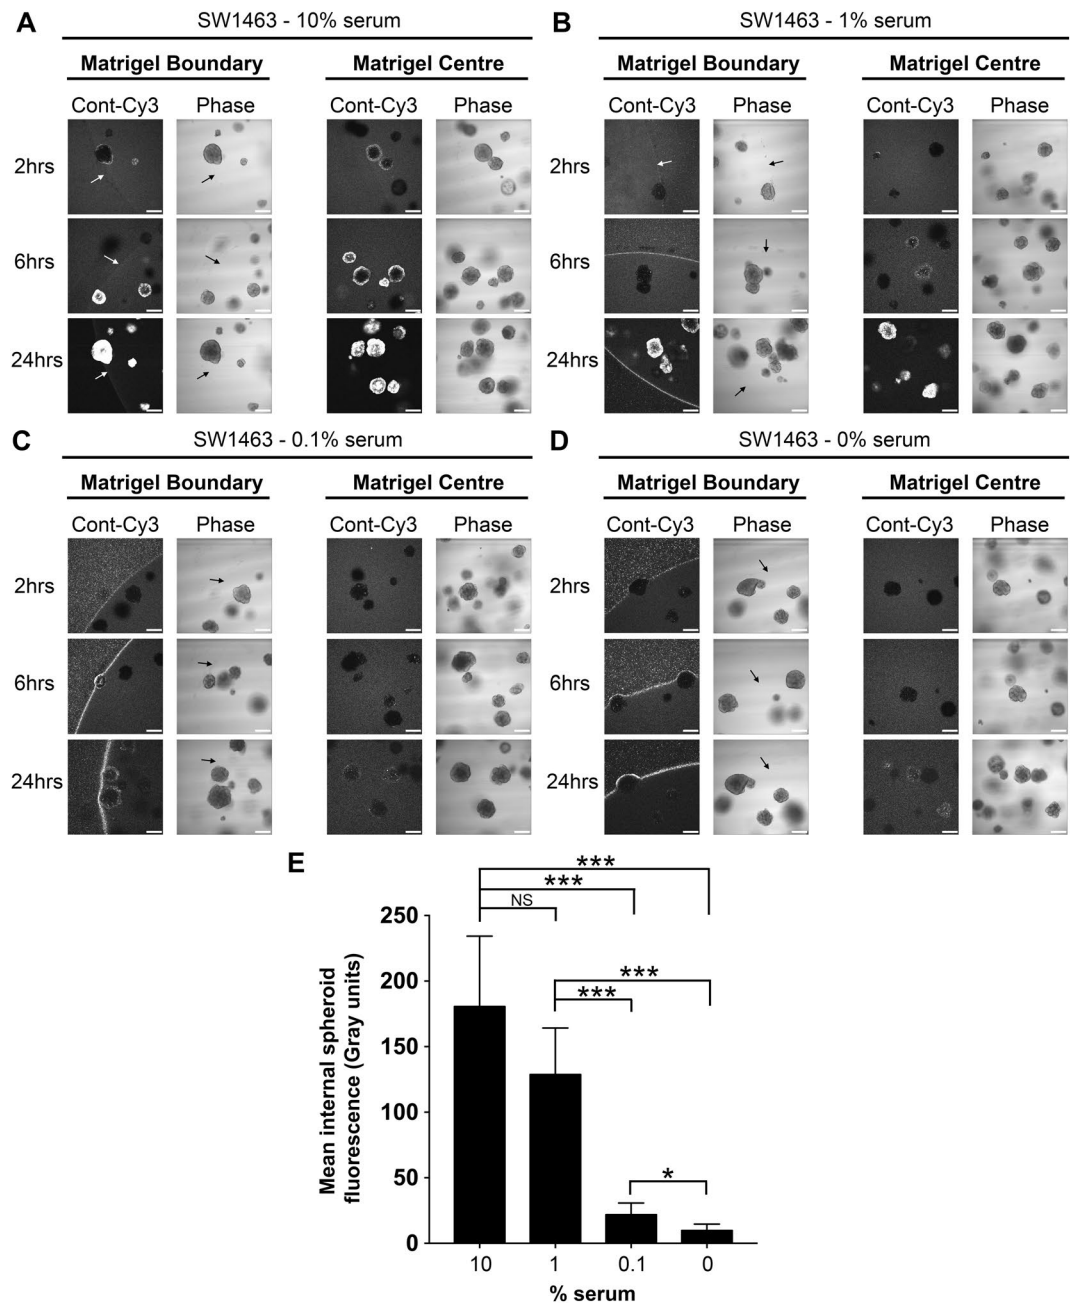 A SW1463 - 10% serum
Matrigel Boundary Matrigel Centre
Cont-Cy3 Phase Cont-Cy3 Phase
2hrs
6hrs
24hrs
B SW1463 - 1% serum
Matrigel Boundary Matrigel Centre
Cont-Cy3 Phase Cont-Cy3 Phase
2hrs
6hrs
24hrs
C SW1463 - 0.1% serum
Matrigel Boundary Matrigel Centre
Cont-Cy3 Phase Cont-Cy3 Phase
2hrs
6hrs
24hrs
D SW1463 - 0% serum
Matrigel Boundary Matrigel Centre
Cont-Cy3 Phase Cont-Cy3 Phase
2hrs
6hrs
24hrs
E
***
***
NS
***
***
*
250
200
150
100
50
0
Mean internal spheroid
fluorescence (Gray units)
10 1 0.1 0
% serum